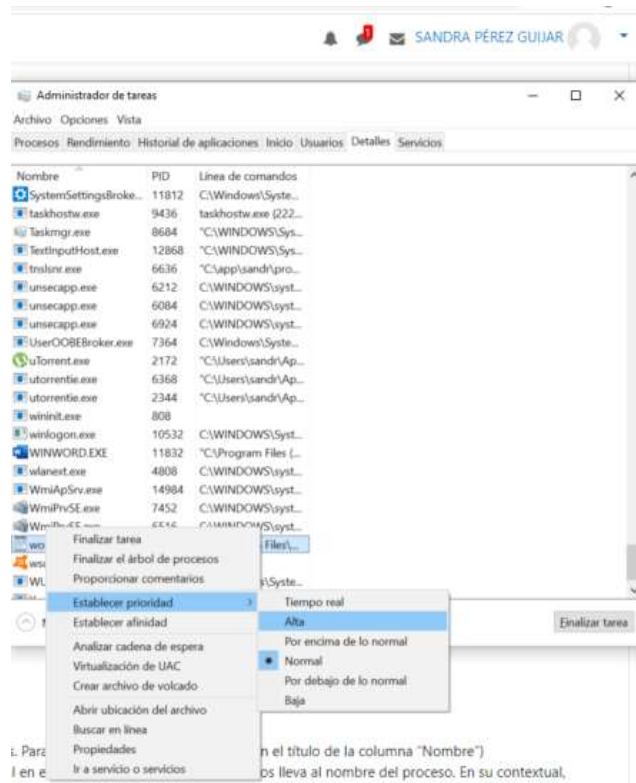 SANDRA PÉREZ GUIJAR
Administrador de tareas
Archivo Opciones Vista
Procesos Rendimiento Historial de aplicaciones Inicio Usuarios Detalles Servicios
Nombre PID Línea de comandos
SystemSettingsBroke... 11812 C:\Windows\Syste...
taskhostw.exe 9436 taskhostw.exe {222...
Taskmgr.exe 8684 "C:\WINDOWS\Sys...
TextInputHost.exe 12868 "C:\WINDOWS\Sys...
tnslsnr.exe 6636 "C:\app\sandr\pro...
unsecapp.exe 6212 C:\WINDOWS\syst...
unsecapp.exe 6084 C:\WINDOWS\syst...
unsecapp.exe 6924 C:\WINDOWS\syst...
UserOOBEBroker.exe 7364 C:\Windows\Syste...
uTorrent.exe 2172 "C:\Users\sandr\Ap...
utorrentie.exe 6368 "C:\Users\sandr\Ap...
utorrentie.exe 2344 "C:\Users\sandr\Ap...
wininit.exe 808
winlogon.exe 10532 C:\WINDOWS\Syst...
WINWORD.EXE 11832 "C:\Program Files (...
wlanext.exe 4808 C:\WINDOWS\syst...
WmiApSrv.exe 14984 C:\WINDOWS\syst...
WmiPrvSE.exe 7452 C:\WINDOWS\syst...
C:\WINDOWS\syst...
wo Files\...
Finalizar tarea
Finalizar el árbol de procesos
Proporcionar comentarios s\Syste...
Establecer prioridad
Establecer afinidad
Analizar cadena de espera
Virtualización de UAC
Crear archivo de volcado
Abrir ubicación del archivo
Buscar en línea
Propiedades
Ir a servicio o servicios
Tiempo real
Alta
Por encima de lo normal
Normal
Por debajo de lo normal
Baja
Finalizar tarea
s. Para n el título de la columna "Nombre")
l en e os lleva al nombre del proceso. En su contextual,